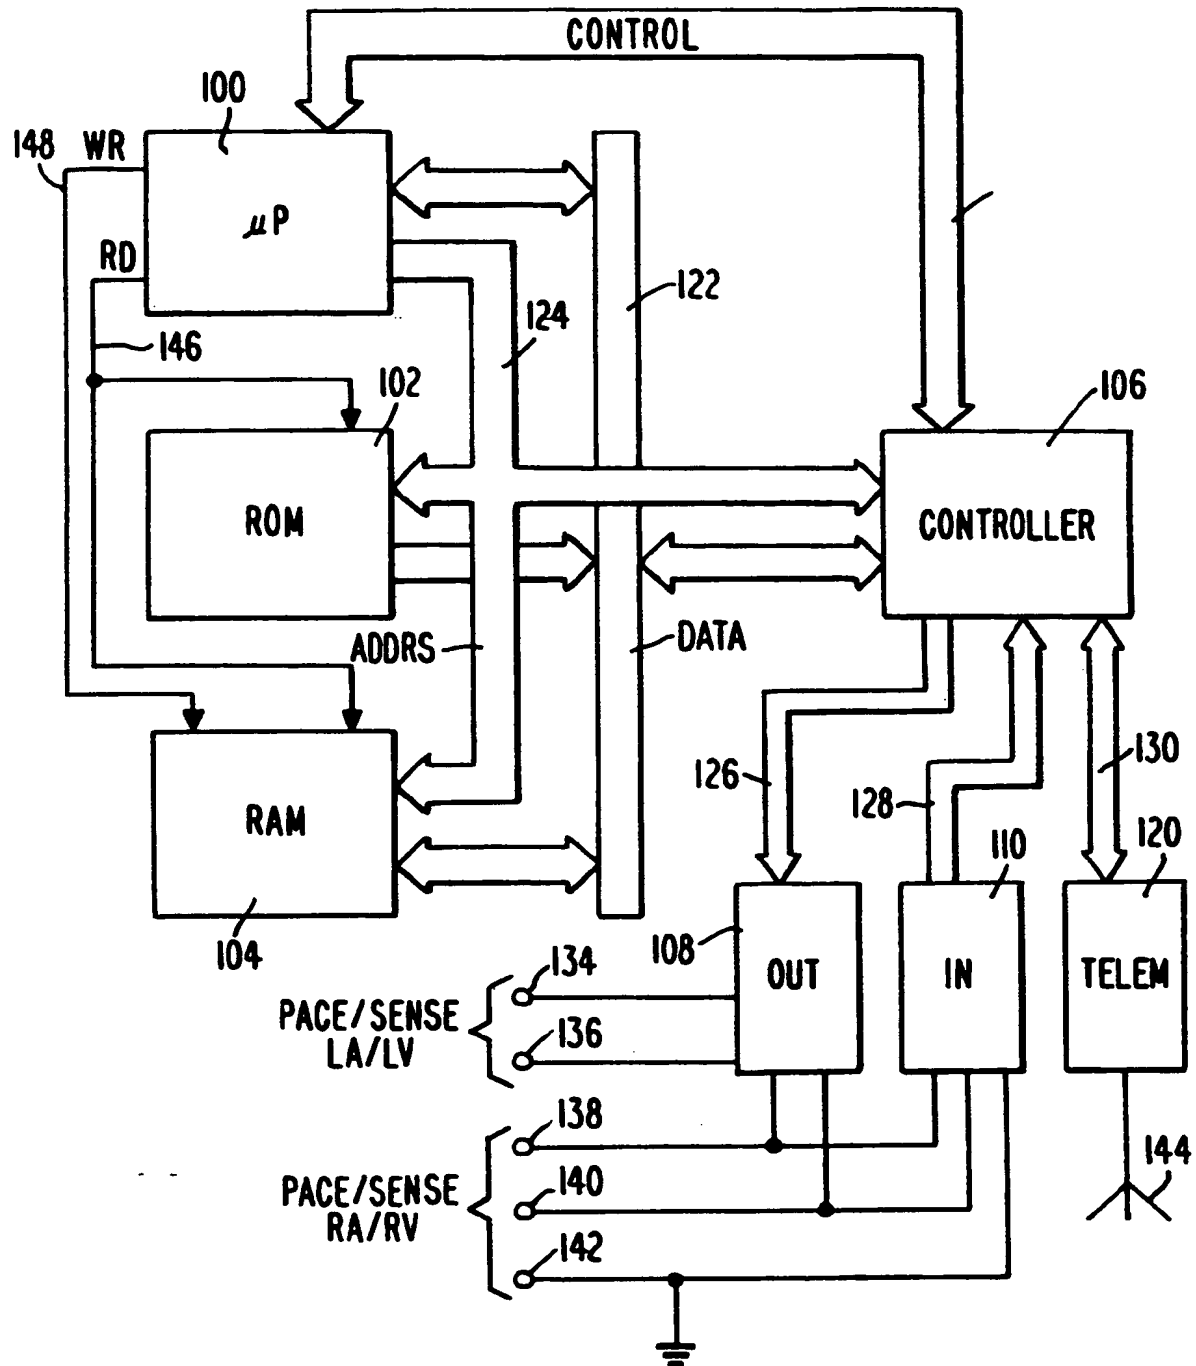 CONTROL
100
148
WR
µP
RD
122
124
146
102
106
ROM
CONTROLLER
ADDRS
DATA
126
130
128
RAM
110
120
104
108
OUT
IN
TELEM
134
PACE/SENSE
LA/LV
136
138
144
PACE/SENSE
RA/RV
140
142